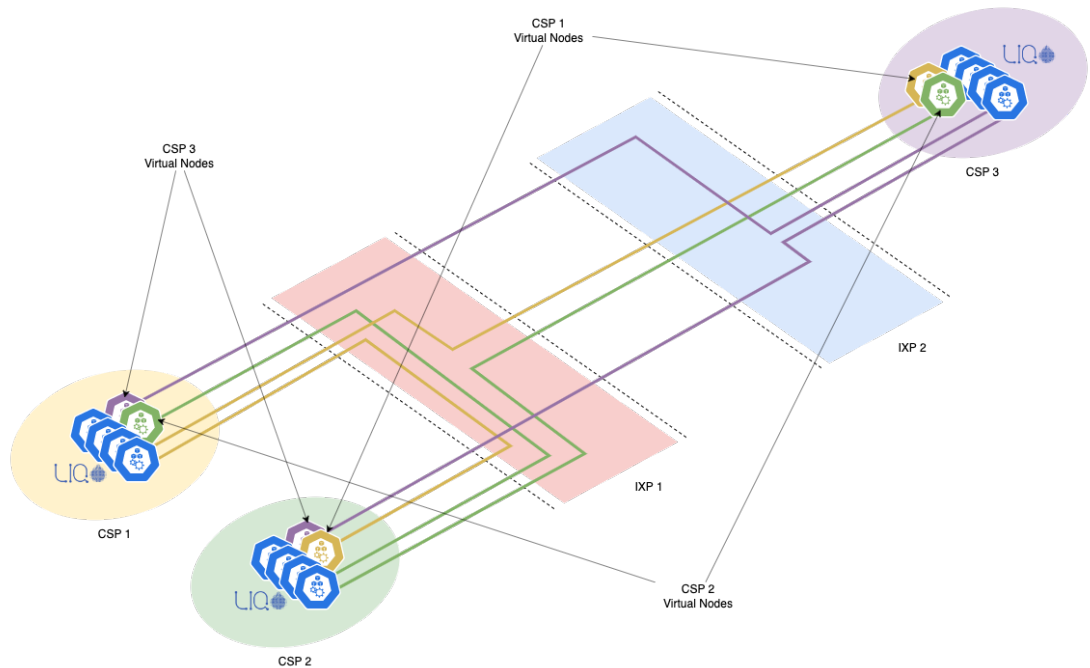 CSP 1
Virtual Nodes
LIQO
CSP 3
CSP 3
Virtual Nodes
IXP 2
IXP 1
LIQO
CSP 1
LIQO
CSP 2
CSP 2
Virtual Nodes